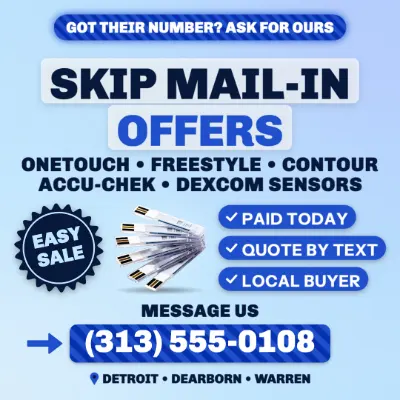 GOT THEIR NUMBER? ASK FOR OURS
SKIP MAIL-IN
OFFERS
ONETOUCH • FREESTYLE • CONTOUR
ACCU-CHEK • DEXCOM SENSORS
EASY
SALE
PAID TODAY
QUOTE BY TEXT
LOCAL BUYER
MESSAGE US
(313) 555-0108
DETROIT • DEARBORN • WARREN